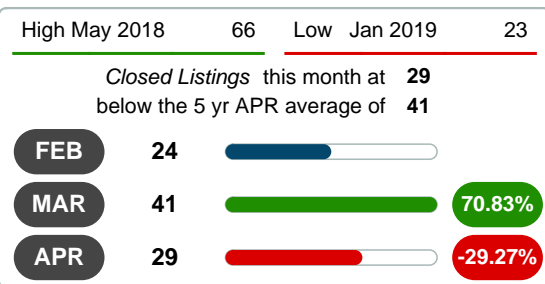 High May 2018 66 Low Jan 2019 23
Closed Listings this month at 29
below the 5 yr APR average of 41
FEB 24
MAR 41 70.83%
APR 29 -29.27%